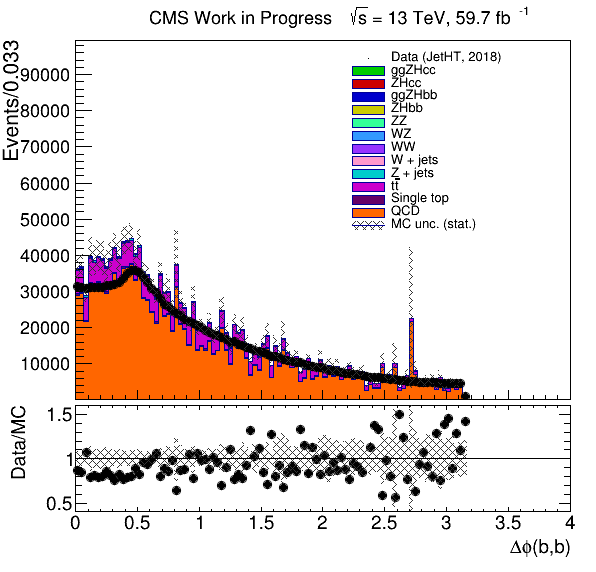 CMS Work in Progress √s = 13 TeV, 59.7 fb⁻¹
Events/0.033
90000
80000
70000
60000
50000
40000
30000
20000
10000
Data (JetHT, 2018)
ggZHcc
ZHcc
ggZHbb
ZHbb
ZZ
WZ
WW
W + jets
Z + jets
tt̅
Single top
QCD
MC unc. (stat.)
Data/MC
1.5
1
0.5
0 0.5 1 1.5 2 2.5 3 3.5 4
Δϕ(b,b)